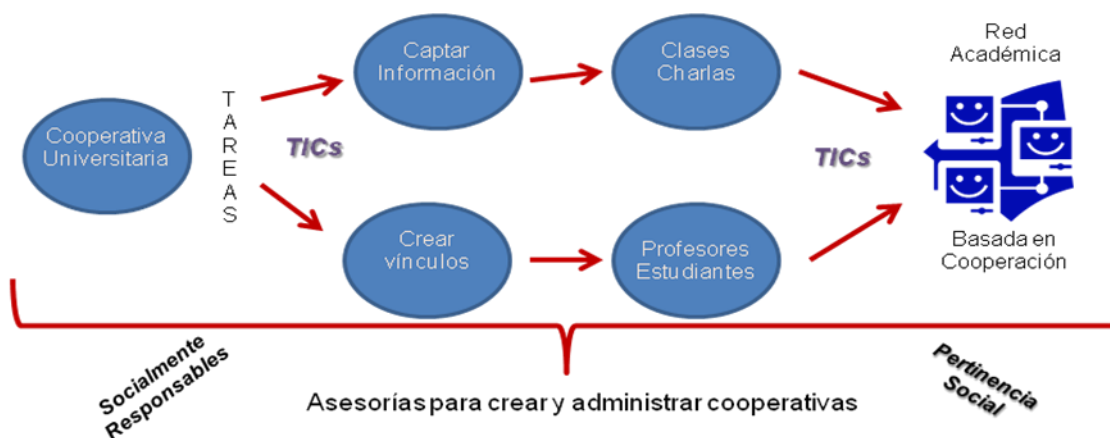 Cooperativa
Universitaria
TAREAS
TICs
Captar
Información
Clases
Charlas
Crear
vínculos
Profesores
Estudiantes
TICs
Red
Académica
Basada en
Cooperación
Socialmente
Responsables
Asesorías para crear y administrar cooperativas
Pertinencia
Social